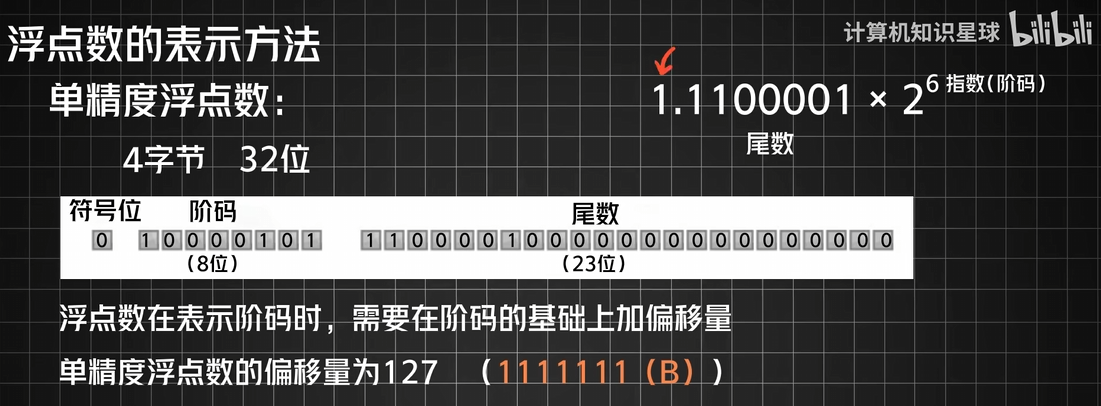 浮点数的表示方法
计算机知识星球 bilibili
单精度浮点数：
1.1100001 × 2^6 指数(阶码)
尾数
4字节 32位
符号位 阶码 尾数
0 10000101 11000010000000000000000
(8位) (23位)
浮点数在表示阶码时，需要在阶码的基础上加偏移量
单精度浮点数的偏移量为127 （1111111（B））